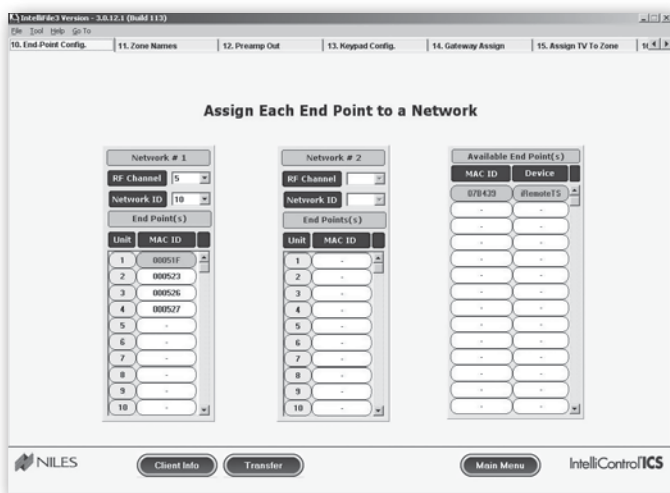 IntelliFile3 Version - 3.0.12.1 (Build 113)
File Tool Help Go To
10. End-Point Config. 11. Zone Names 12. Preamp Out 13. Keypad Config. 14. Gateway Assign 15. Assign TV To Zone
Assign Each End Point to a Network
Network # 1
RF Channel 5
Network ID 10
End Point(s)
Unit MAC ID
1 00051F
2 000523
3 000526
4 000527
5 -
6 -
7 -
8 -
9 -
10 -
Network # 2
RF Channel
Network ID
End Points(s)
Unit MAC ID
1 -
2 -
3 -
4 -
5 -
6 -
7 -
8 -
9 -
10 -
Available End Point(s)
MAC ID Device
07B439 iRemoteTS
- -
- -
- -
- -
- -
- -
- -
- -
- -
- -
- -
- -
NILES
Client Info
Transfer
Main Menu
IntelliControl ICS